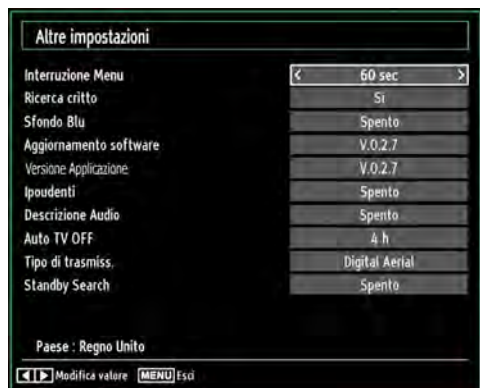 Altre impostazioni
Interruzione Menu < 60 sec >
Ricerca critto Si
Sfondo Blu Spento
Aggiornamento software V.0.2.7
Versione Applicazione V.0.2.7
Ipoudenti Spento
Descrizione Audio Spento
Auto TV OFF 4 h
Tipo di trasmiss. Digital Aerial
Standby Search Spento
Paese : Regno Unito
Modifica valore MENU Esci